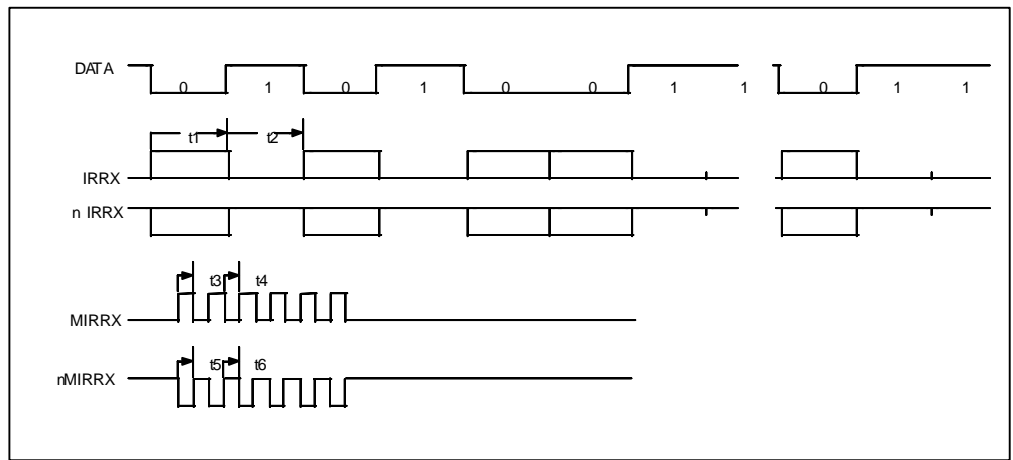 DATA
0 1 0 1 0 0 1 1 0 1 1
t1 t2
IRRX
n IRRX
t3 t4
MIRRX
t5 t6
nMIRRX